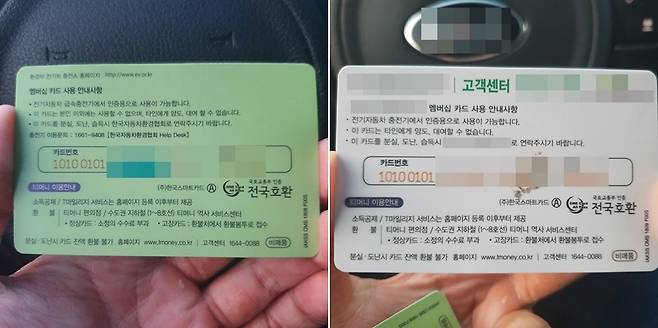 환경부 전기차 충전소 홈페이지 : http://www.ev.or.kr
멤버십 카드 사용 안내사항
• 전기자동차 급속충전기에서 인증용으로 사용이 가능합니다.
• 이 카드는 본인 이외에는 사용할 수 없으며, 타인에게 양도, 대여 할 수 없습니다.
• 이 카드를 분실, 도난, 습득시 한국자동차환경협회로 연락주시기 바랍니다.
충전기 이용문의 : 1661-9408 [한국자동차환경협회 Help Desk]
카드번호
1010 0101
티머니 이용안내
(주)한국스마트카드 A
국토교통부 인증
전국호환
소득공제 / T마일리지 서비스는 홈페이지 등록 이후부터 제공
환 불 티머니 편의점 / 수도권 지하철 (1~8호선) 티머니 역사 서비스센터
• 정상카드 : 소정의 수수료 부과 • 고장카드 : 환불처에서 환불봉투로 접수
분실 · 도난시 카드 잔액 환불 불가 홈페이지 www.tmoney.co.kr | 고객센터 1644-0088 비매품
고객센터
멤버십 카드 사용 안내사항
• 전기자동차 충전기에서 인증용으로 사용이 가능합니다.
• 이 카드는 타인에게 양도, 대여할 수 없습니다.
• 이 카드를 분실, 도난, 습득시 로 연락주시기 바랍니다.
카드번호
1010 0101
티머니 이용안내
(주)한국스마트카드 A
국토교통부 인증
전국호환
소득공제 / T마일리지 서비스는 홈페이지 등록 이후부터 제공
환 불 티머니 편의점 / 수도권 지하철 (1~8호선) 티머니 역사 서비스센터
• 정상카드 : 소정의 수수료 부과 • 고장카드 : 환불처에서 환불봉투로 접수
분실 · 도난시 카드 잔액 환불 불가 홈페이지 www.tmoney.co.kr | 고객센터 1644-0088 비매품